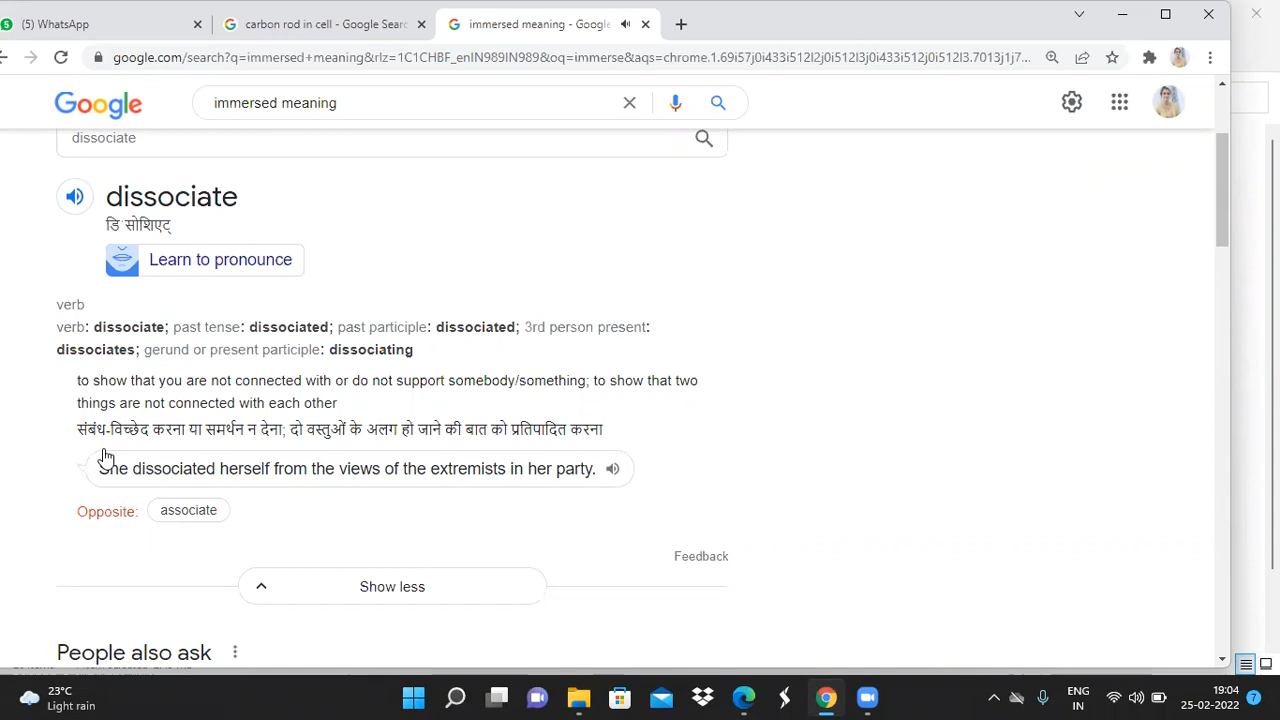 (5) WhatsApp
carbon rod in cell - Google Searc
immersed meaning - Google
google.com/search?q=immersed+meaning&rlz=1C1CHBF_enIN989IN989&oq=immerse&aqs=chrome.1.69i57j0i433i512l2j0i512l3j0i433i512j0i512l3.7013j1j7...
Google
immersed meaning
dissociate
dissociate
डि॑सोशिएट्
Learn to pronounce
verb
verb: dissociate; past tense: dissociated; past participle: dissociated; 3rd person present:
dissociates; gerund or present participle: dissociating
to show that you are not connected with or do not support somebody/something; to show that two
things are not connected with each other
संबंध-विच्छेद करना या समर्थन न देना; दो वस्तुओं के अलग हो जाने की बात को प्रतिपादित करना
She dissociated herself from the views of the extremists in her party.
Opposite: associate
Feedback
Show less
People also ask
23°C
Light rain
ENG
IN
19:04
25-02-2022
7